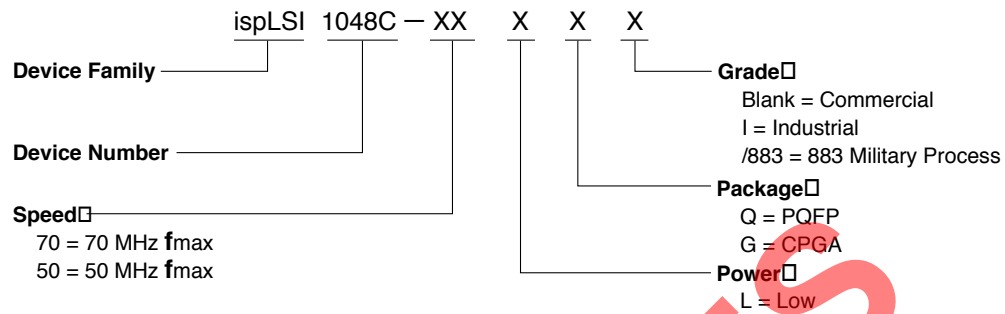 ispLSI 1048C – XX X X X
Device Family
Grade
Blank = Commercial
I = Industrial
/883 = 883 Military Process
Device Number
Package
Q = PQFP
G = CPGA
Speed
70 = 70 MHz fmax
50 = 50 MHz fmax
Power
L = Low